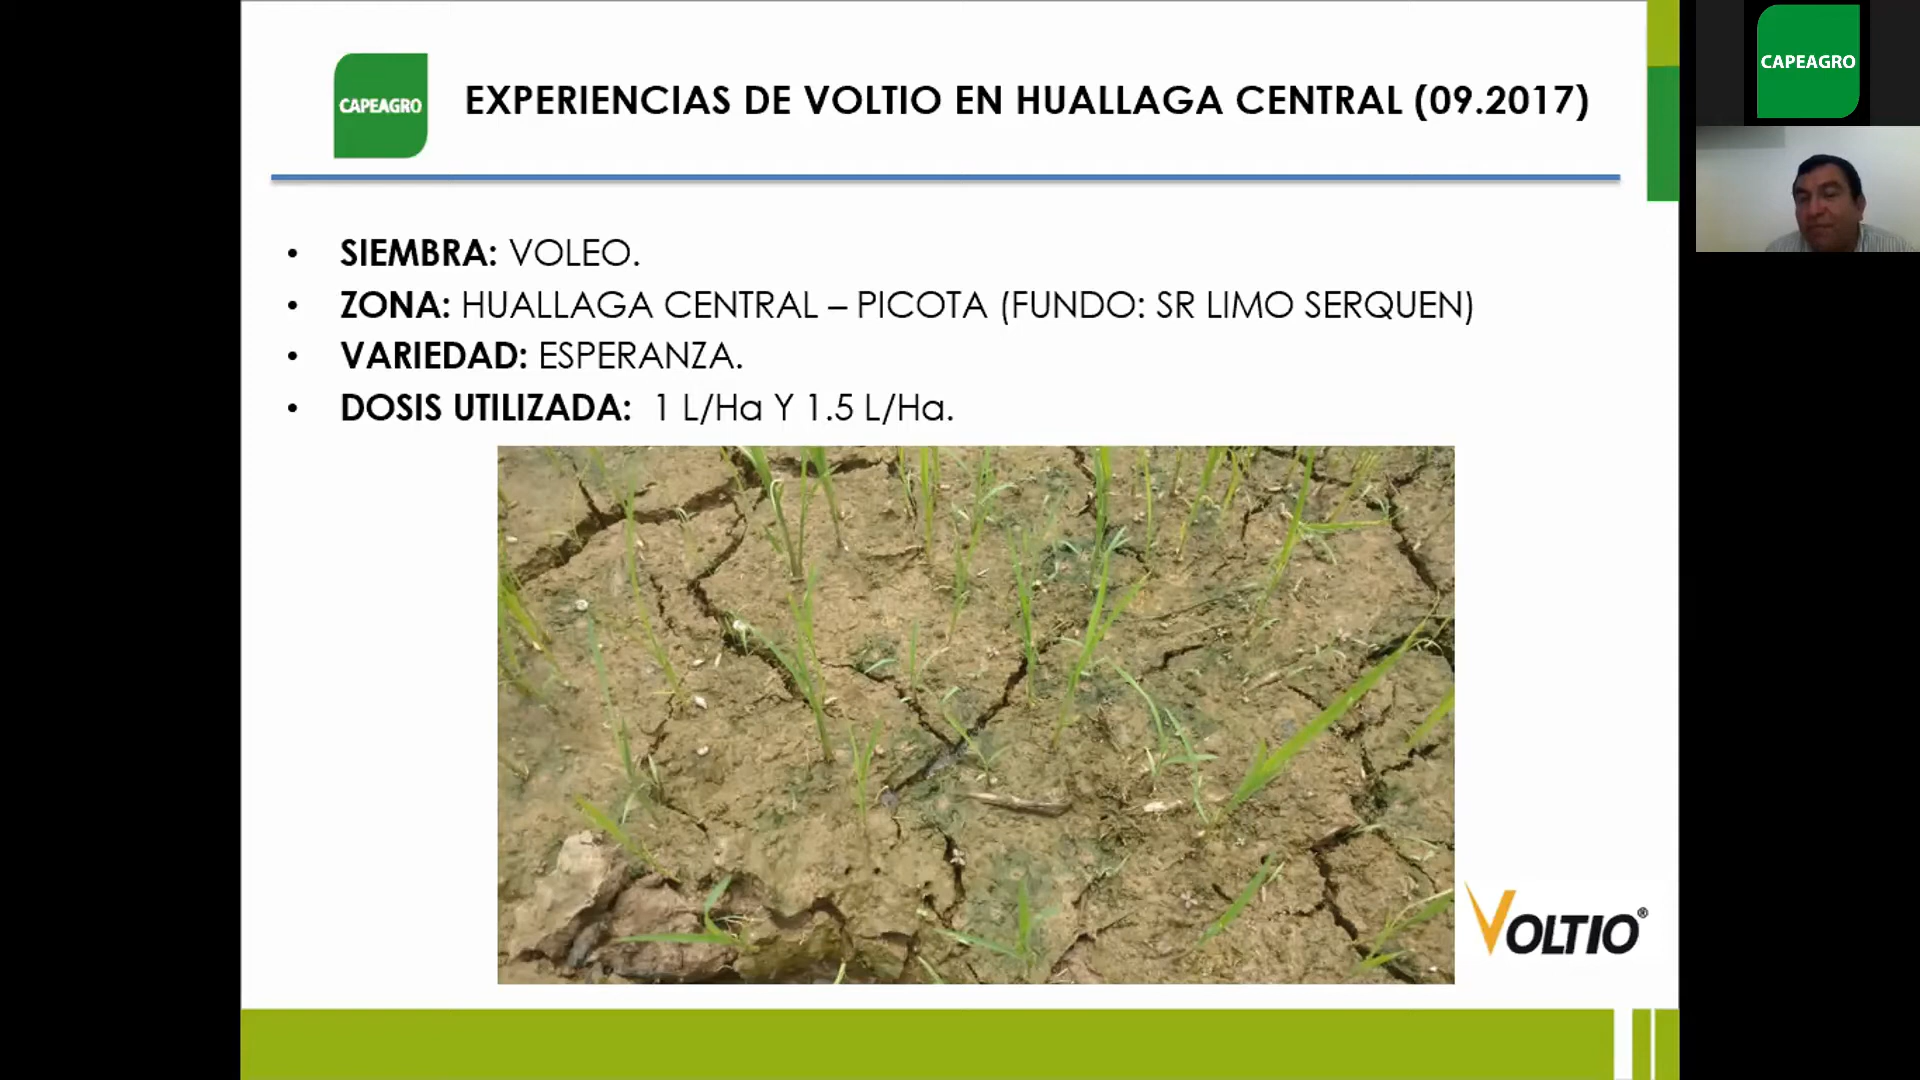 CAPEAGRO
EXPERIENCIAS DE VOLTIO EN HUALLAGA CENTRAL (09.2017)
CAPEAGRO
• SIEMBRA: VOLEO.
• ZONA: HUALLAGA CENTRAL – PICOTA (FUNDO: SR LIMO SERQUEN)
• VARIEDAD: ESPERANZA.
• DOSIS UTILIZADA: 1 L/Ha Y 1.5 L/Ha.
VOLTIO®